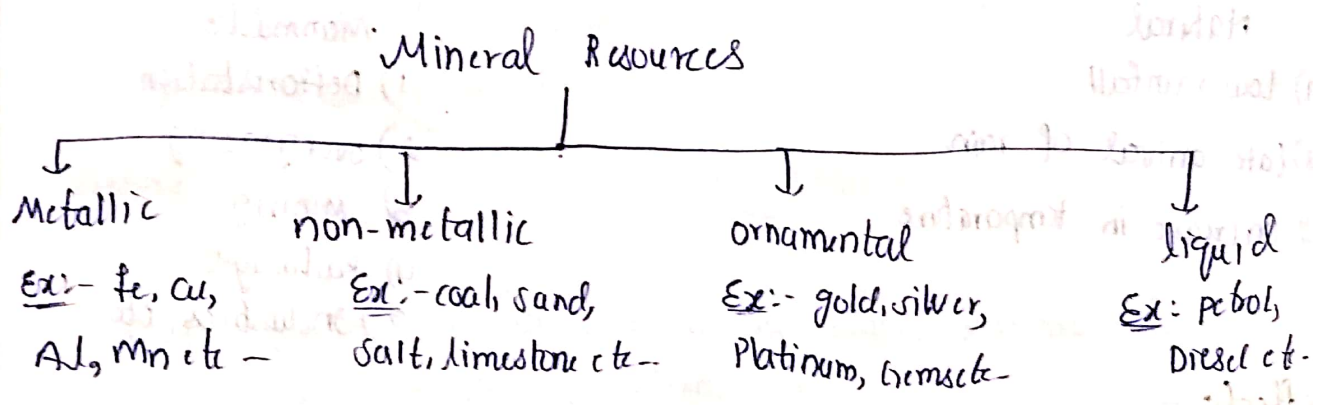 Mineral Resources
Metallic
non-metallic
ornamental
liquid
Ex:- fe, cu,
Al, Mn etc -
Ex:- coal, sand,
salt, limestone etc --
Ex:- gold, silver,
Platinum, Gems etc -
Ex: petrol,
Diesel et.